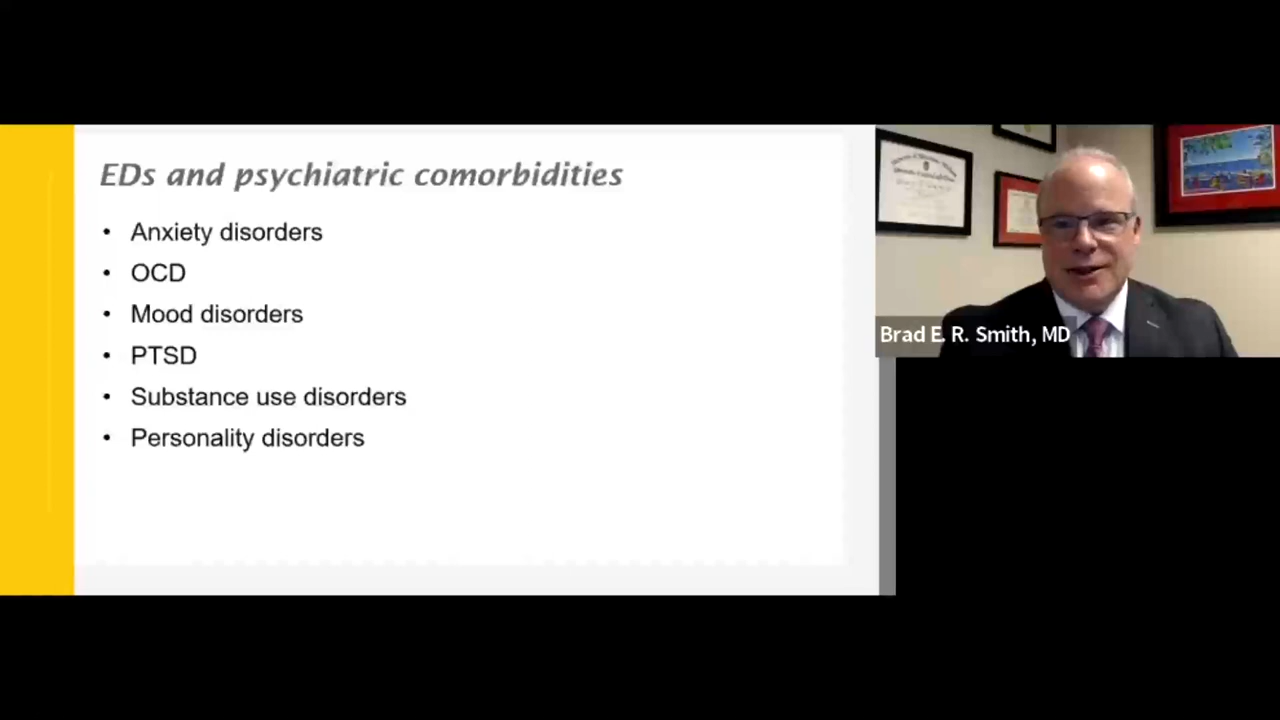 EDs and psychiatric comorbidities
• Anxiety disorders
• OCD
• Mood disorders
• PTSD
• Substance use disorders
• Personality disorders
Brad E. R. Smith, MD